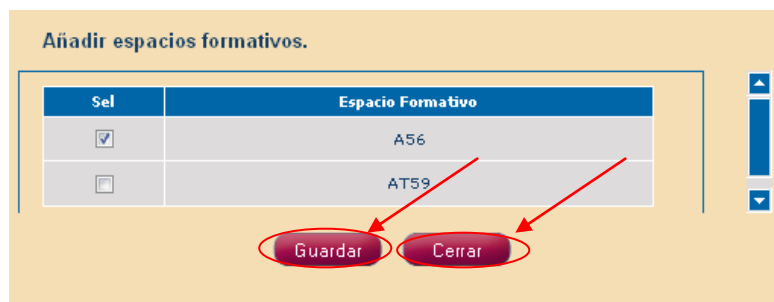 Añadir espacios formativos.
Sel Espacio Formativo
A56
AT59
Guardar Cerrar